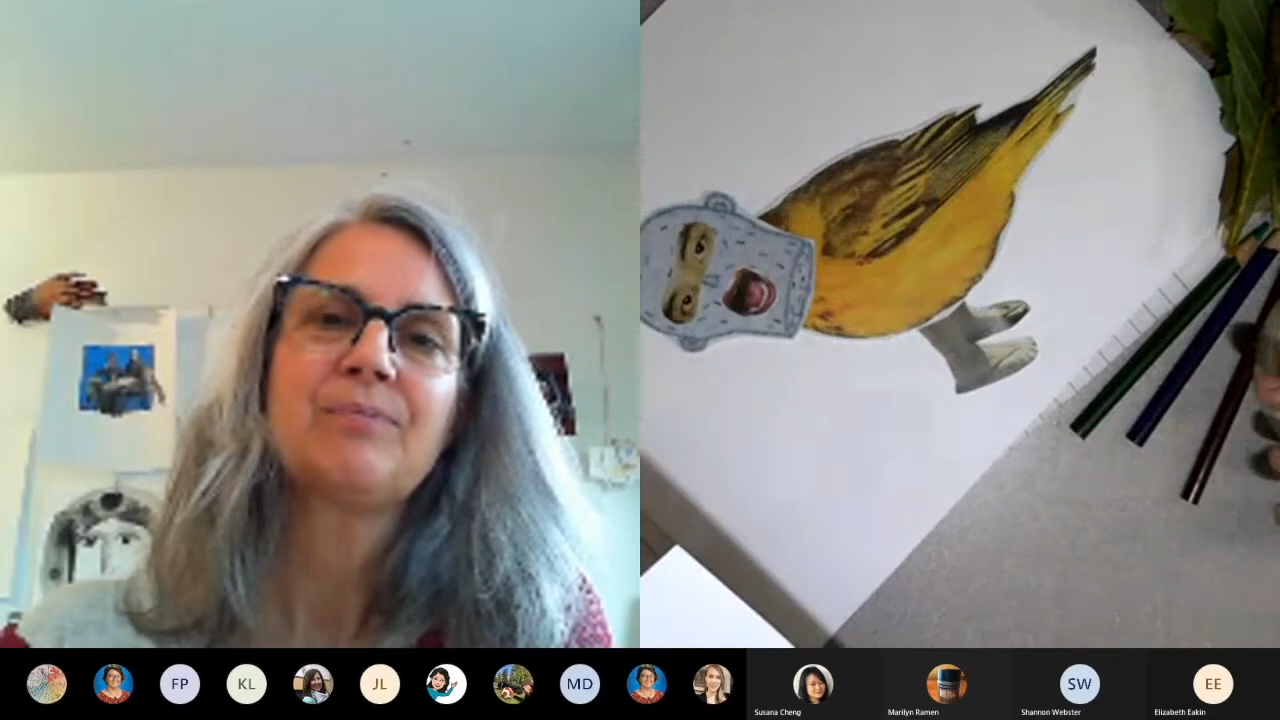 FP
KL
JL
MD
SW
EE
Susana Cheng
Marilyn Ramen
Shannon Webster
Elizabeth Eakin